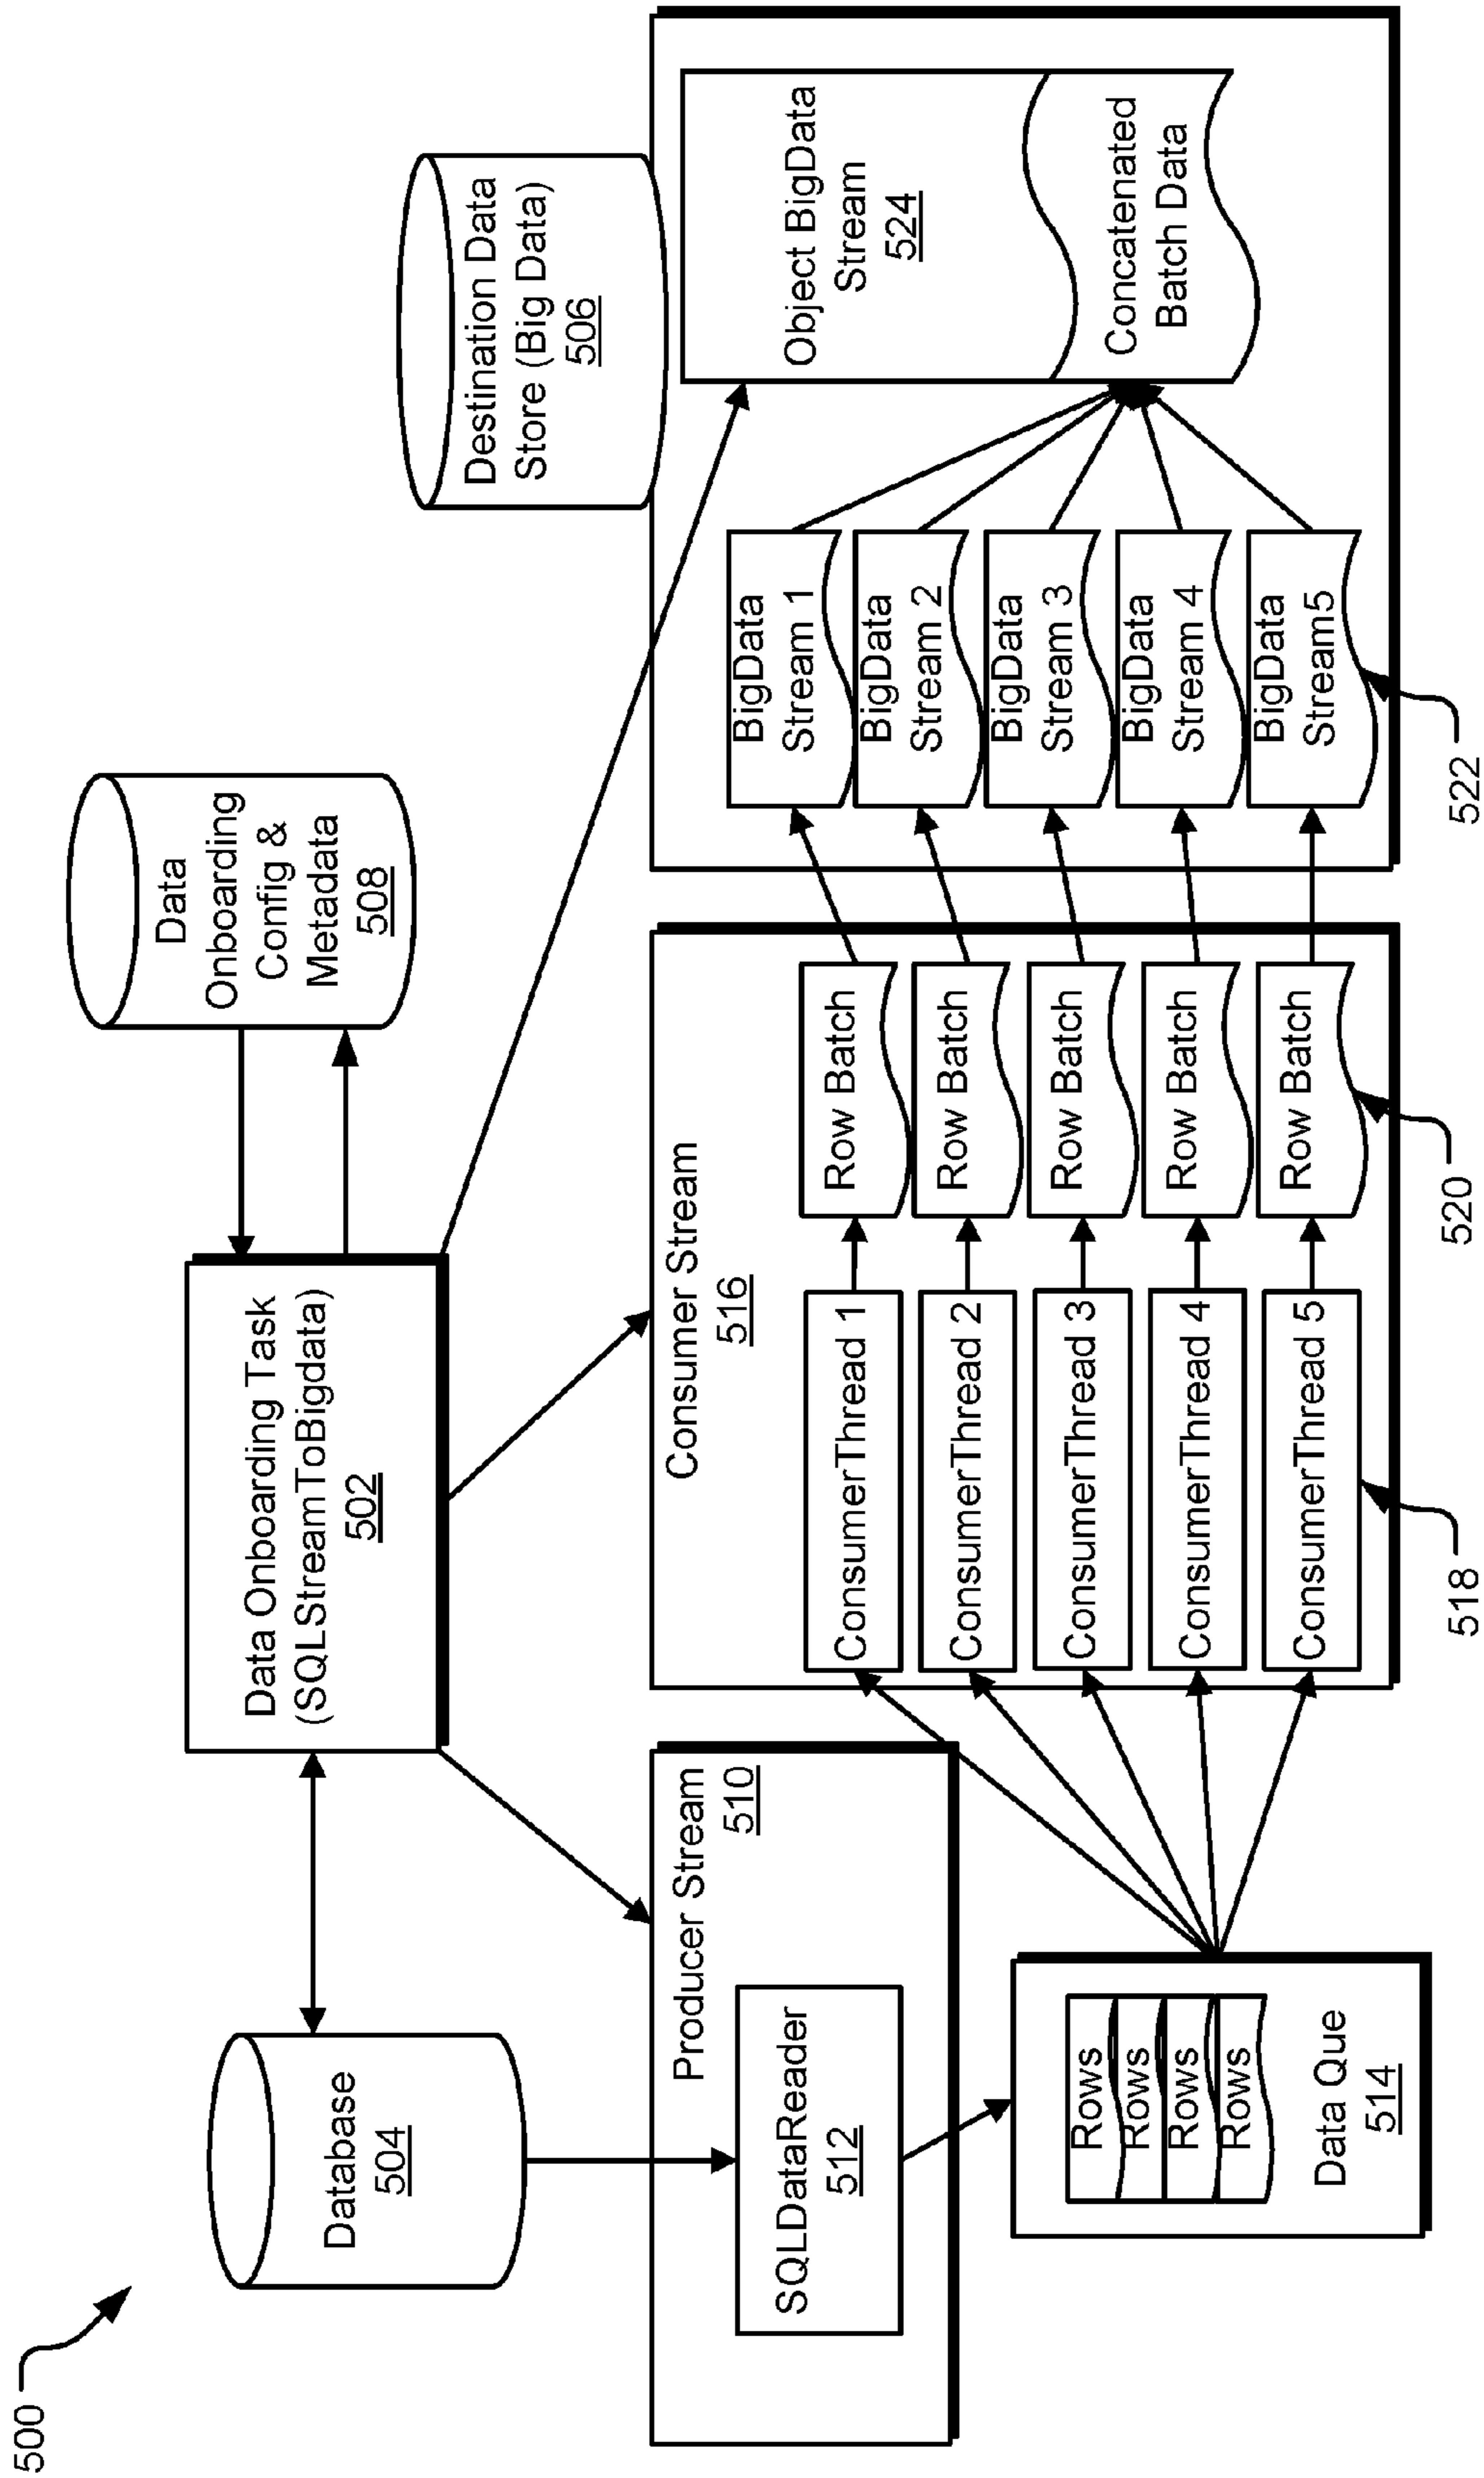 500
Database
504
Data Onboarding Task
(SQLStreamToBigdata)
502
Data
Onboarding
Config &
Metadata
508
Destination Data
Store (Big Data)
506
Producer Stream
510
SQLDataReader
512
Rows
Rows
Rows
Rows
Data Que
514
Consumer Stream
516
ConsumerThread 1
ConsumerThread 2
ConsumerThread 3
ConsumerThread 4
ConsumerThread 5
518
Row Batch
Row Batch
Row Batch
Row Batch
Row Batch
520
BigData
Stream 1
BigData
Stream 2
BigData
Stream 3
BigData
Stream 4
BigData
Stream5
522
Object BigData
Stream
524
Concatenated
Batch Data